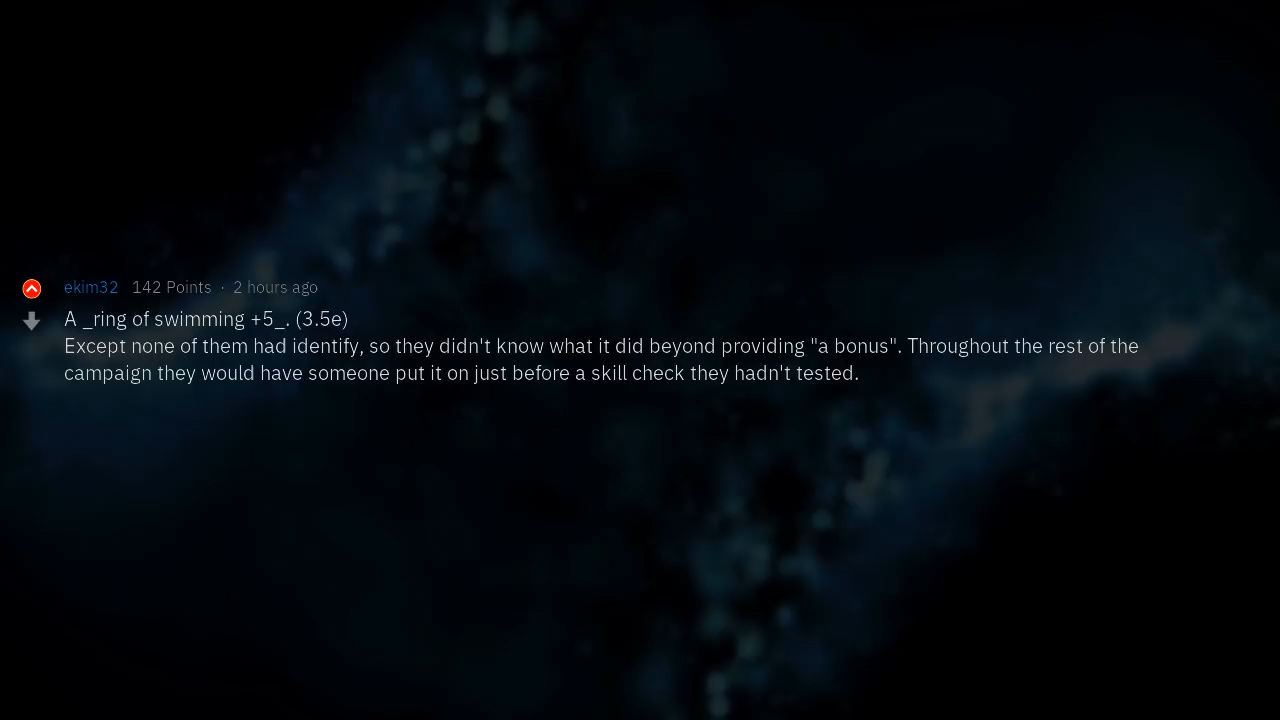 ekim32 142 Points · 2 hours ago
A _ring of swimming +5_. (3.5e)
Except none of them had identify, so they didn't know what it did beyond providing "a bonus". Throughout the rest of the
campaign they would have someone put it on just before a skill check they hadn't tested.